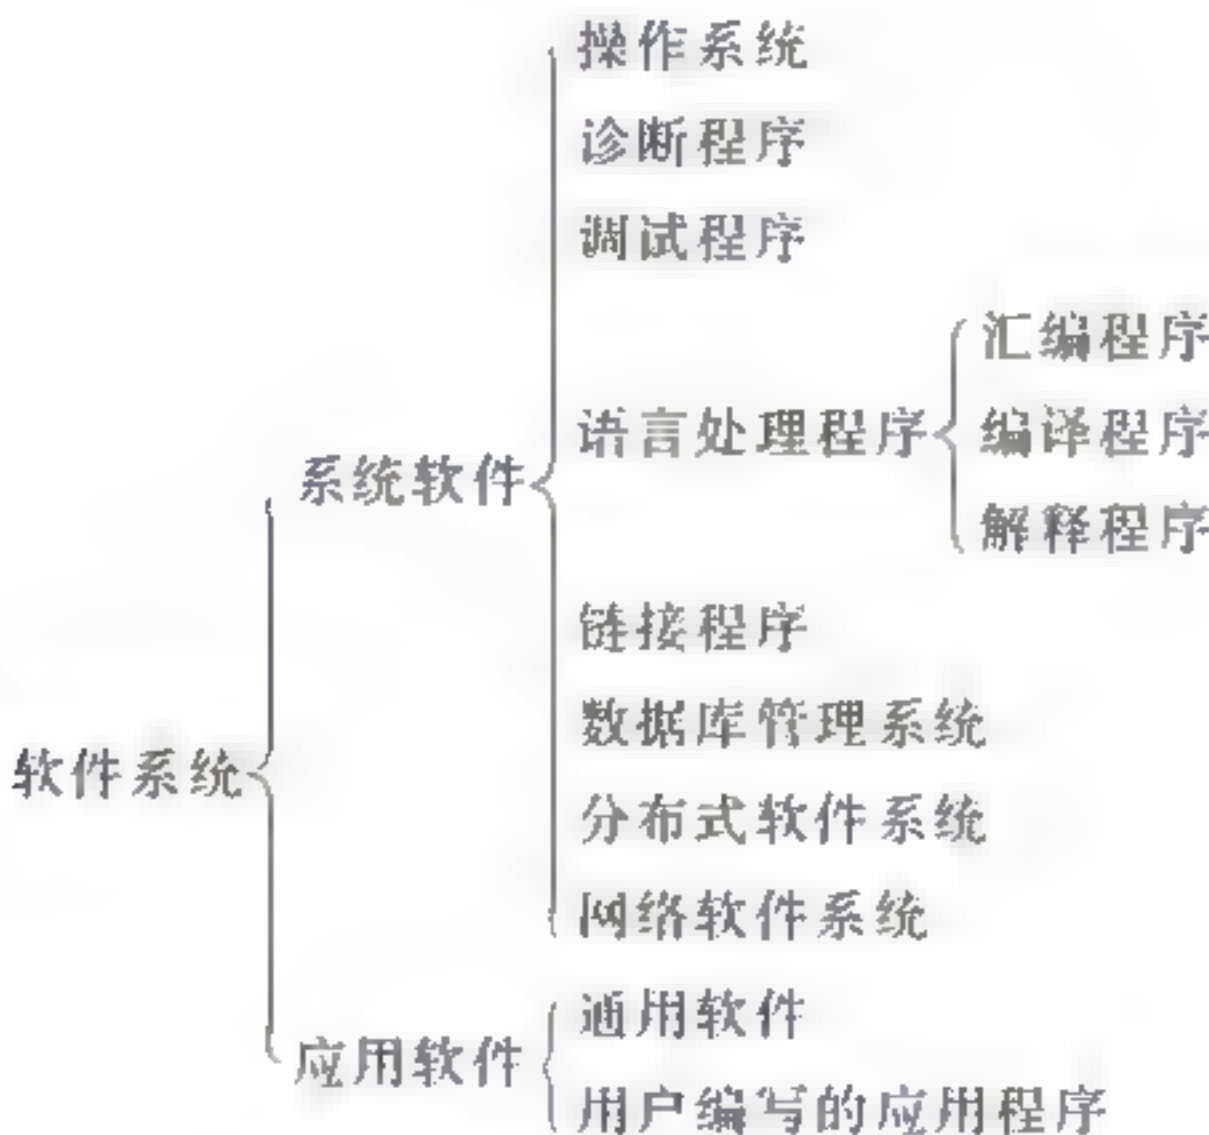 操作系统
诊断程序
调试程序
汇编程序
语言处理程序
编译程序
系统软件
解释程序
链接程序
数据库管理系统
软件系统
分布式软件系统
网络软件系统
通用软件
应用软件
用户编写的应用程序